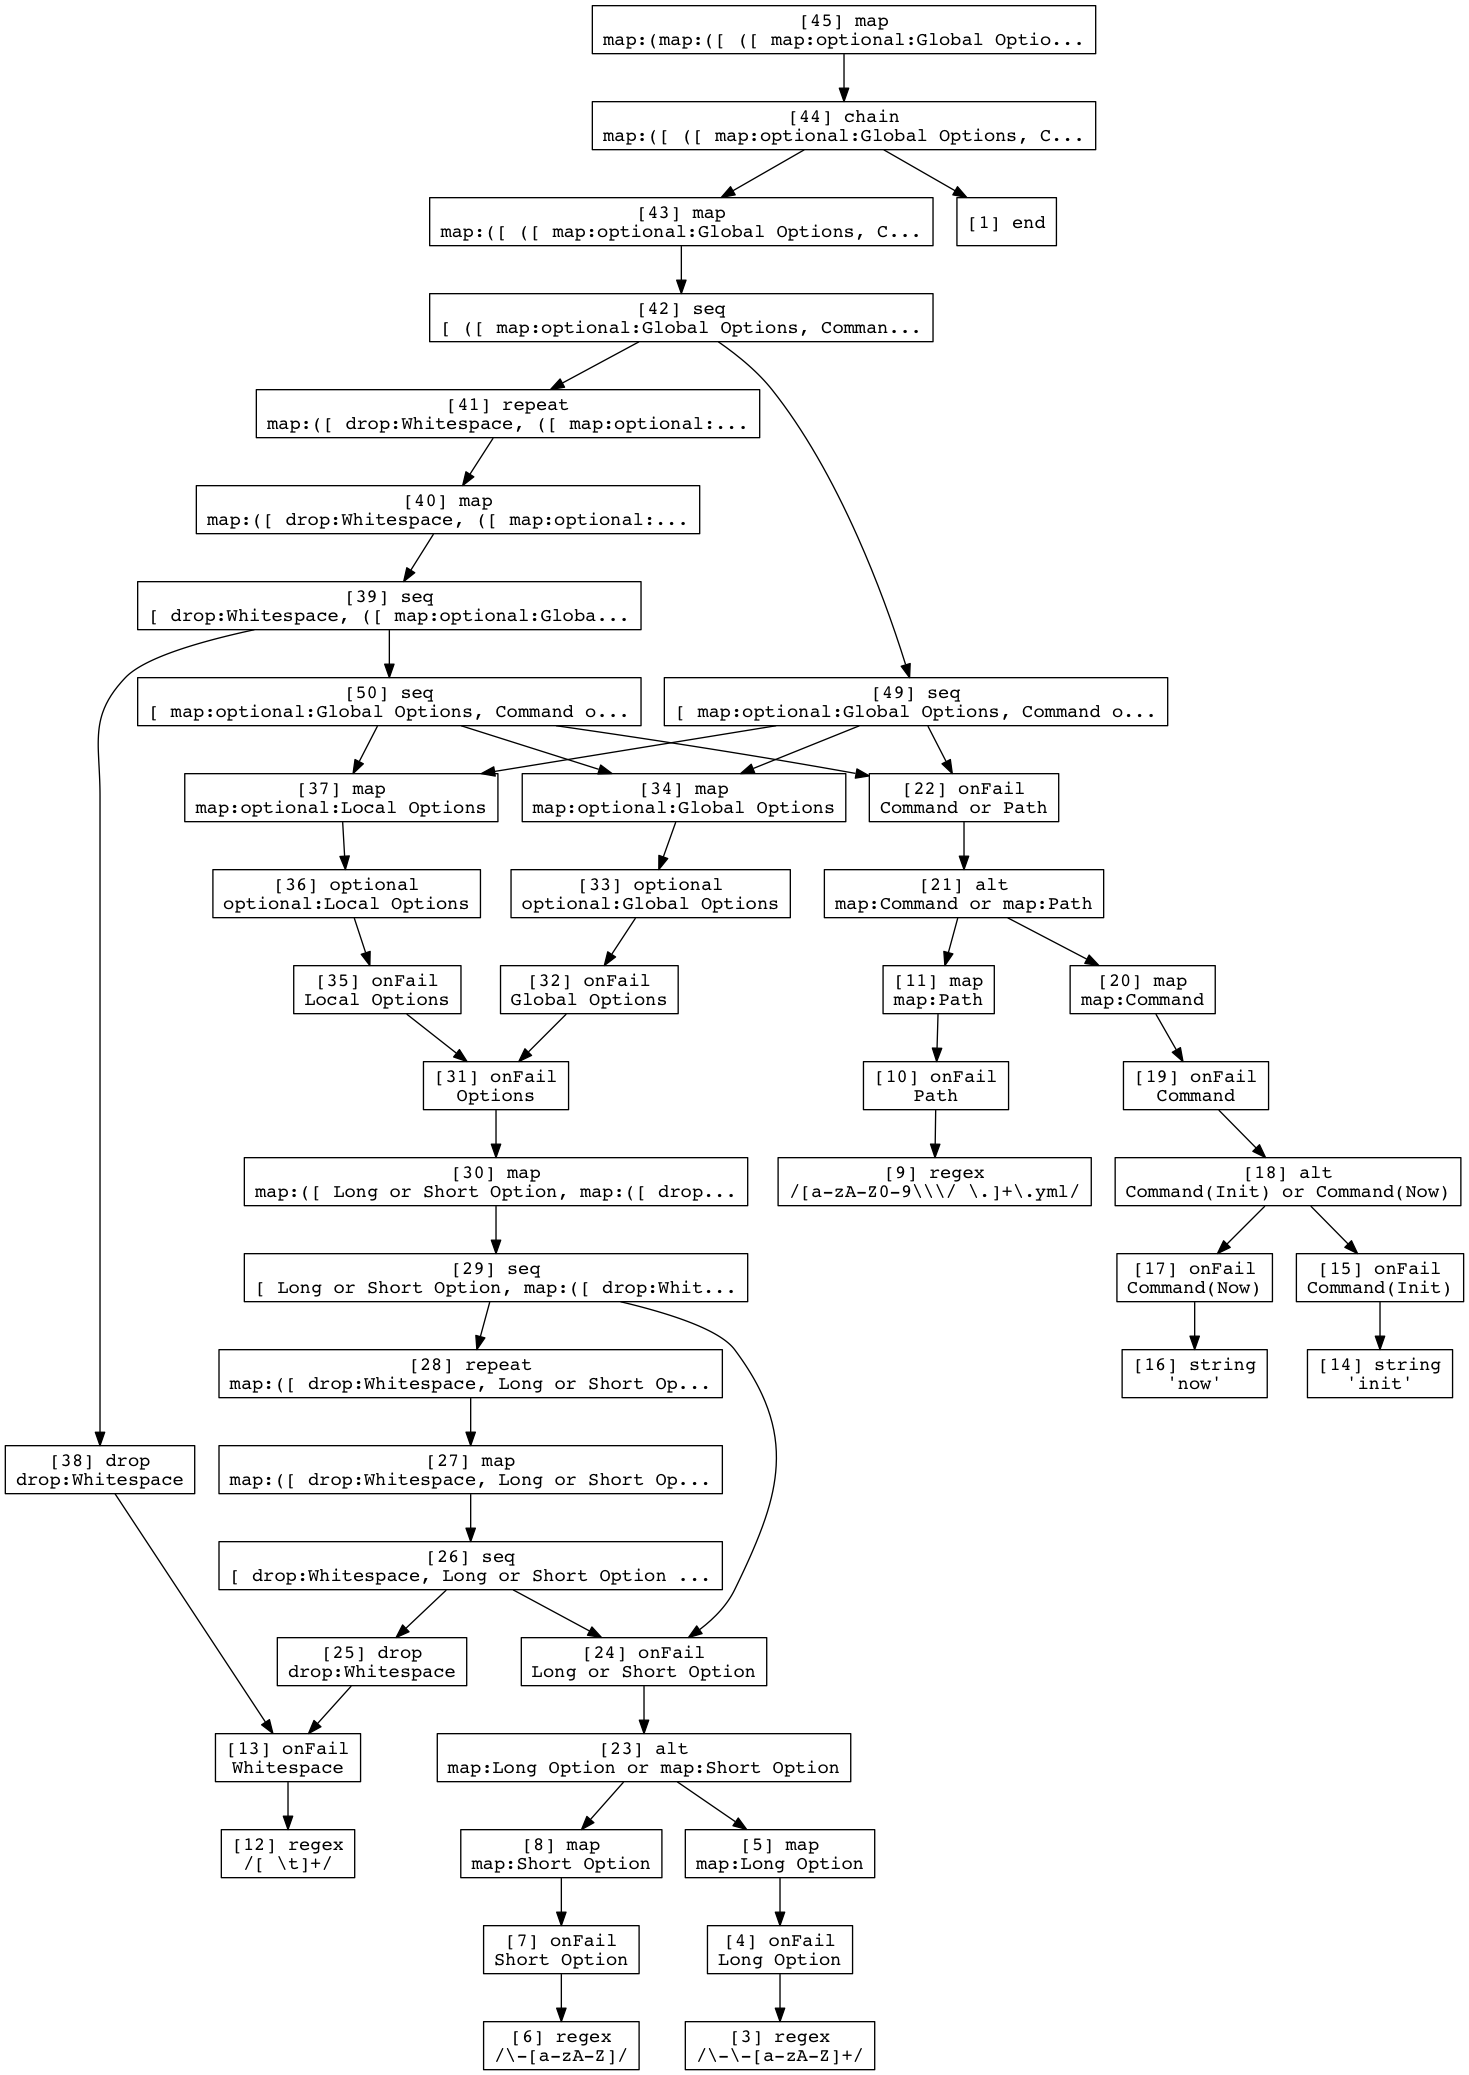 [45] map
map:(map:([ ([ map:optional:Global Optio...
[44] chain
map:([ ([ map:optional:Global Options, C...
[43] map
map:([ ([ map:optional:Global Options, C...
[1] end
[42] seq
[ ([ map:optional:Global Options, Comman...
[41] repeat
map:([ drop:Whitespace, ([ map:optional:...
[40] map
map:([ drop:Whitespace, ([ map:optional:...
[39] seq
[ drop:Whitespace, ([ map:optional:Globa...
[50] seq
[ map:optional:Global Options, Command o...
[49] seq
[ map:optional:Global Options, Command o...
[37] map
map:optional:Local Options
[34] map
map:optional:Global Options
[22] onFail
Command or Path
[36] optional
optional:Local Options
[33] optional
optional:Global Options
[21] alt
map:Command or map:Path
[35] onFail
Local Options
[32] onFail
Global Options
[11] map
map:Path
[20] map
map:Command
[31] onFail
Options
[10] onFail
Path
[19] onFail
Command
[30] map
map:([ Long or Short Option, map:([ drop...
[9] regex
/[a-zA-Z0-9\\\/ \.]+\.yml/
[18] alt
Command(Init) or Command(Now)
[29] seq
[ Long or Short Option, map:([ drop:Whit...
[17] onFail
Command(Now)
[15] onFail
Command(Init)
[28] repeat
map:([ drop:Whitespace, Long or Short Op...
[16] string
'now'
[14] string
'init'
[38] drop
drop:Whitespace
[27] map
map:([ drop:Whitespace, Long or Short Op...
[26] seq
[ drop:Whitespace, Long or Short Option ...
[25] drop
drop:Whitespace
[24] onFail
Long or Short Option
[13] onFail
Whitespace
[23] alt
map:Long Option or map:Short Option
[12] regex
/[ \t]+/
[8] map
map:Short Option
[5] map
map:Long Option
[7] onFail
Short Option
[4] onFail
Long Option
[6] regex
/\-[a-zA-Z]/
[3] regex
/\-\-[a-zA-Z]+/